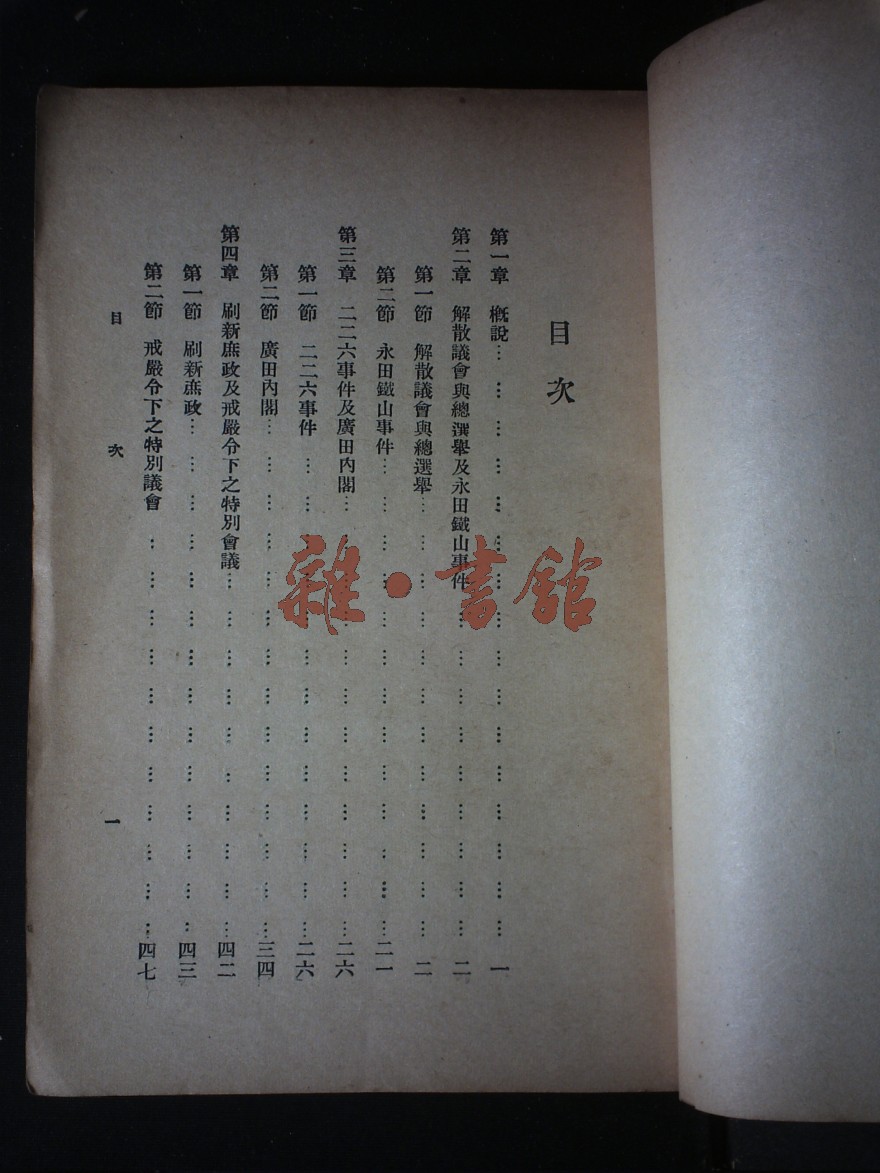 目次
第一章 概說… … … … … … … … … … … … … 一
第二章 解散議會與總選舉及永田鐵山事件… … … … … … … 二
第一節 解散議會與總選舉… … … … … … … … … … 二
第二節 永田鐵山事件… … … … … … … … … … … 二一
第三章 二二六事件及廣田內閣… … … … … … … … … 二六
第一節 二二六事件 … … … … … … … … … … … 二六
第二節 廣田內閣… … … … … … … … … … … … 三四
第四章 刷新庶政及戒嚴令下之特別會議… … … … … … … … 四二
第一節 刷新庶政… … … … … … … … … … … … 四三
第二節 戒嚴令下之特別議會 … … … … … … … … … … 四七
目 次 一
雜·書館